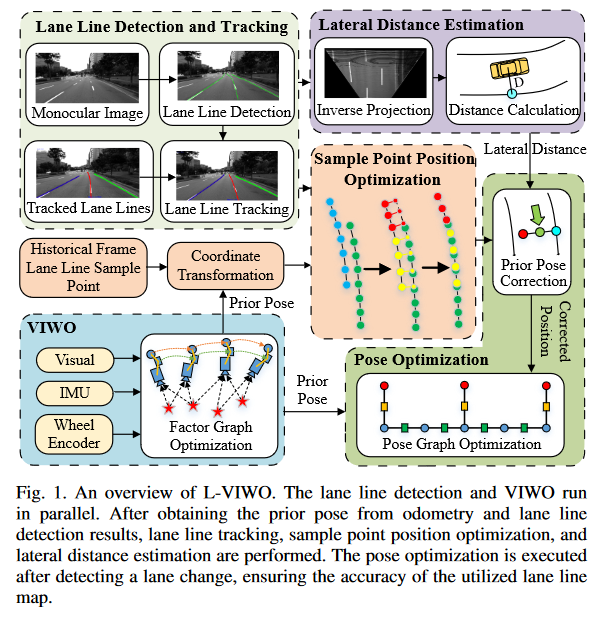 Lane Line Detection and Tracking
Monocular Image
Lane Line Detection
Tracked Lane Lines
Lane Line Tracking
Lateral Distance Estimation
Inverse Projection
D
Distance Calculation
Lateral Distance
Historical Frame
Lane Line Sample
Point
Coordinate
Transformation
Prior Pose
Sample Point Position
Optimization
Prior Pose
Correction
Corrected
Position
VIWO
Visual
IMU
Wheel
Encoder
Factor Graph
Optimization
Prior
Pose
Pose Optimization
Pose Graph Optimization
Fig. 1. An overview of L-VIWO. The lane line detection and VIWO run
in parallel. After obtaining the prior pose from odometry and lane line
detection results, lane line tracking, sample point position optimization, and
lateral distance estimation are performed. The pose optimization is executed
after detecting a lane change, ensuring the accuracy of the utilized lane line
map.